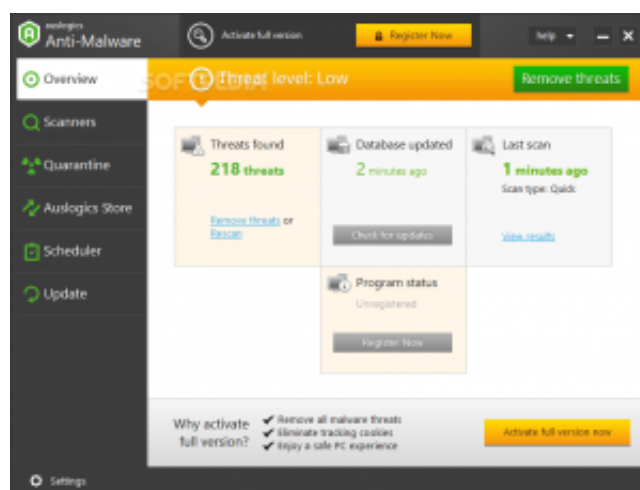 auslogics
Anti-Malware
Activate full version
Register Now
help
Overview
SOFTPEDIA
Threat level: Low
Remove threats
Scanners
Quarantine
Auslogics Store
Scheduler
Update
Threats found
218 threats
Remove threats or
Rescan
Database updated
2 minutes ago
Check for updates
Last scan
1 minutes ago
Scan type: Quick
View results
Program status
Unregistered
Register Now
Why activate
full version?
Remove all malware threats
Eliminate tracking cookies
Enjoy a safe PC experience
Activate full version now
Settings